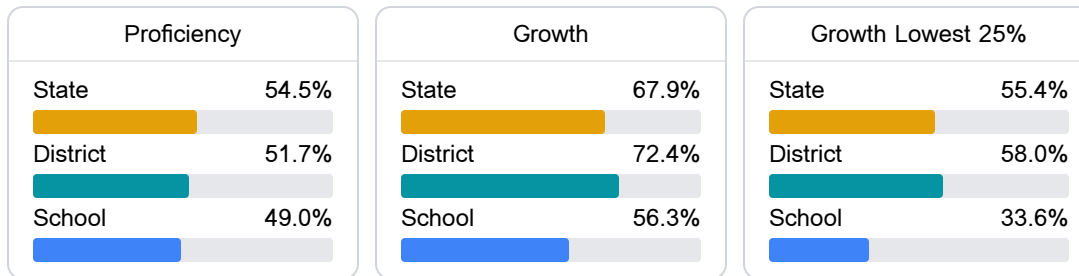 Proficiency
State 54.5%
District 51.7%
School 49.0%
Growth
State 67.9%
District 72.4%
School 56.3%
Growth Lowest 25%
State 55.4%
District 58.0%
School 33.6%